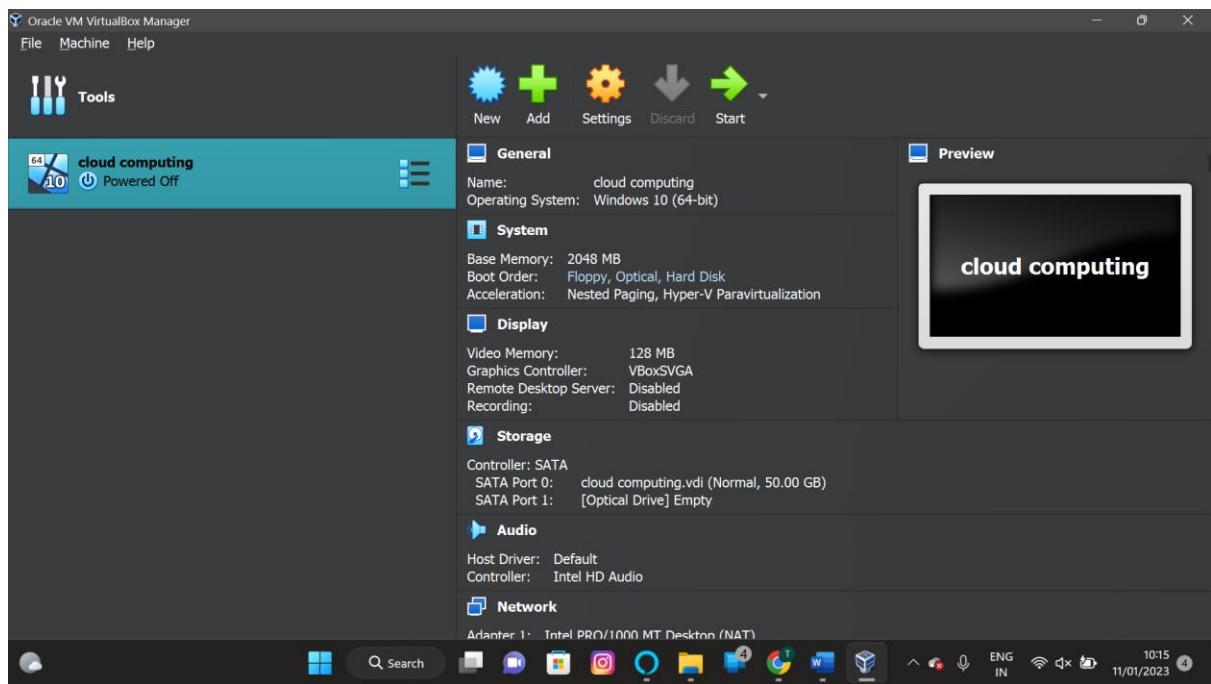 Oracle VM VirtualBox Manager
File Machine Help
Tools
New Add Settings Discard Start
64
10
cloud computing
Powered Off
General
Name: cloud computing
Operating System: Windows 10 (64-bit)
System
Base Memory: 2048 MB
Boot Order: Floppy, Optical, Hard Disk
Acceleration: Nested Paging, Hyper-V Paravirtualization
Display
Video Memory: 128 MB
Graphics Controller: VBoxSVGA
Remote Desktop Server: Disabled
Recording: Disabled
Storage
Controller: SATA
SATA Port 0: cloud computing.vdi (Normal, 50.00 GB)
SATA Port 1: [Optical Drive] Empty
Audio
Host Driver: Default
Controller: Intel HD Audio
Network
Adapter 1: Intel PRO/1000 MT Desktop (NAT)
Preview
cloud computing
Search
4
T
ENG
IN
10:15
11/01/2023
4